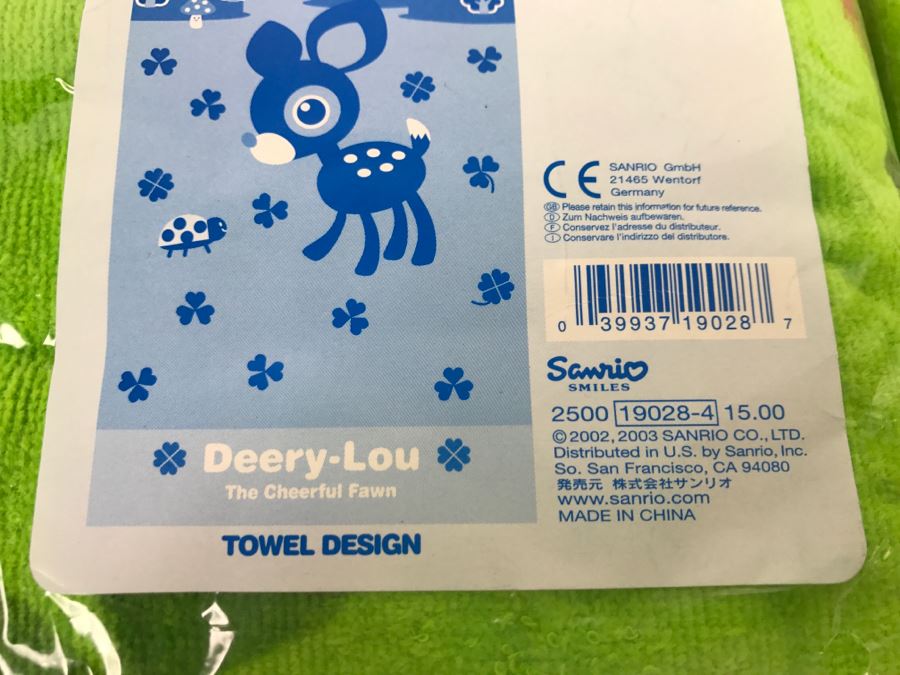 Deery-Lou
The Cheerful Fawn
TOWEL DESIGN
CE
SANRIO GmbH
21465 Wentorf
Germany
GB Please retain this information for future reference.
D Zum Nachweis aufbewaren.
F Conservez l'adresse du distributeur.
I Conservare l'indirizzo del distributore.
0 39937 19028 7
Sanrio
SMILES
2500 19028-4 15.00
© 2002, 2003 SANRIO CO., LTD.
Distributed in U.S. by Sanrio, Inc.
So. San Francisco, CA 94080
発売元 株式会社サンリオ
www.sanrio.com
MADE IN CHINA